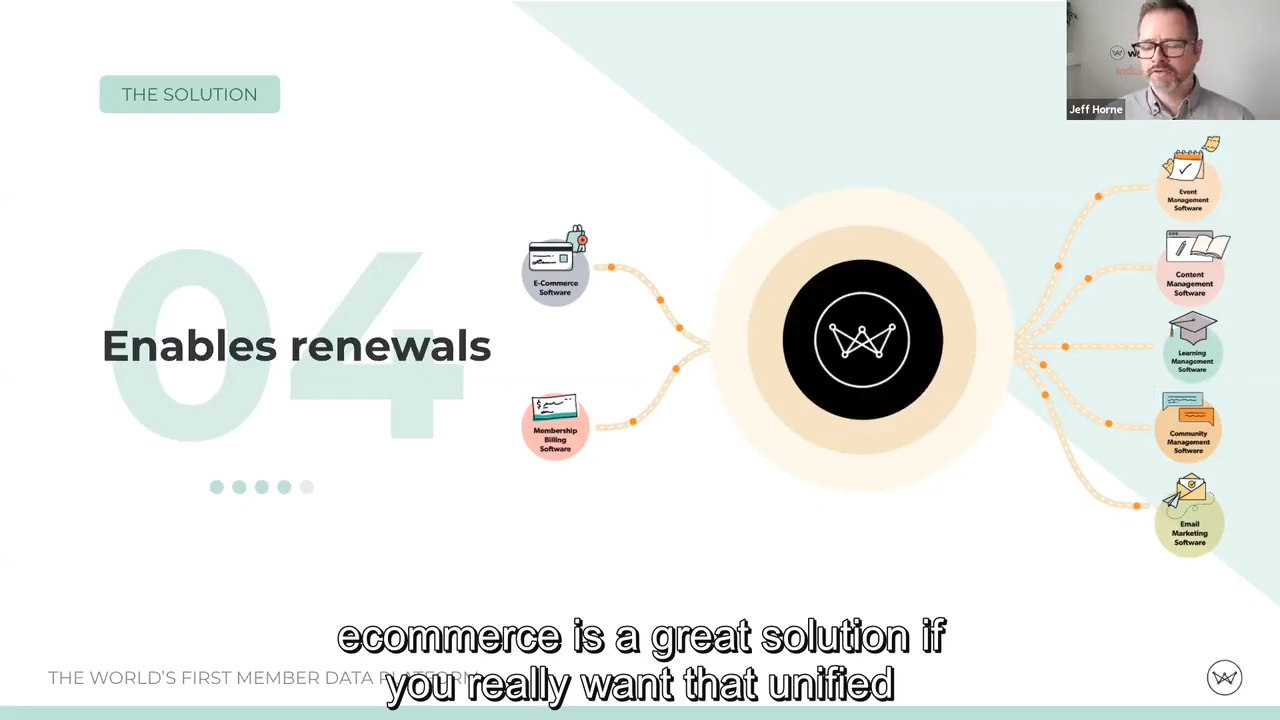 THE SOLUTION
04
Enables renewals
E-Commerce
Software
Membership
Billing
Software
Jeff Horne
Event
Management
Software
Content
Management
Software
Learning
Management
Software
Community
Management
Software
Email
Marketing
Software
ecommerce is a great solution if
you really want that unified
THE WORLD'S FIRST MEMBER DATA PLATFORM